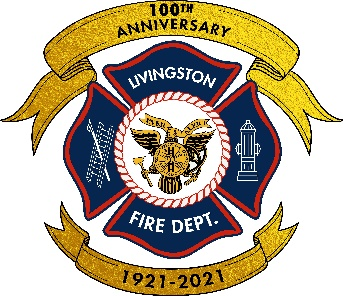 100TH
ANNIVERSARY
LIVINGSTON
FIRE DEPT.
1921-2021